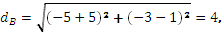 d_B = √((−5 + 5)² + (−3 − 1)²) = 4,